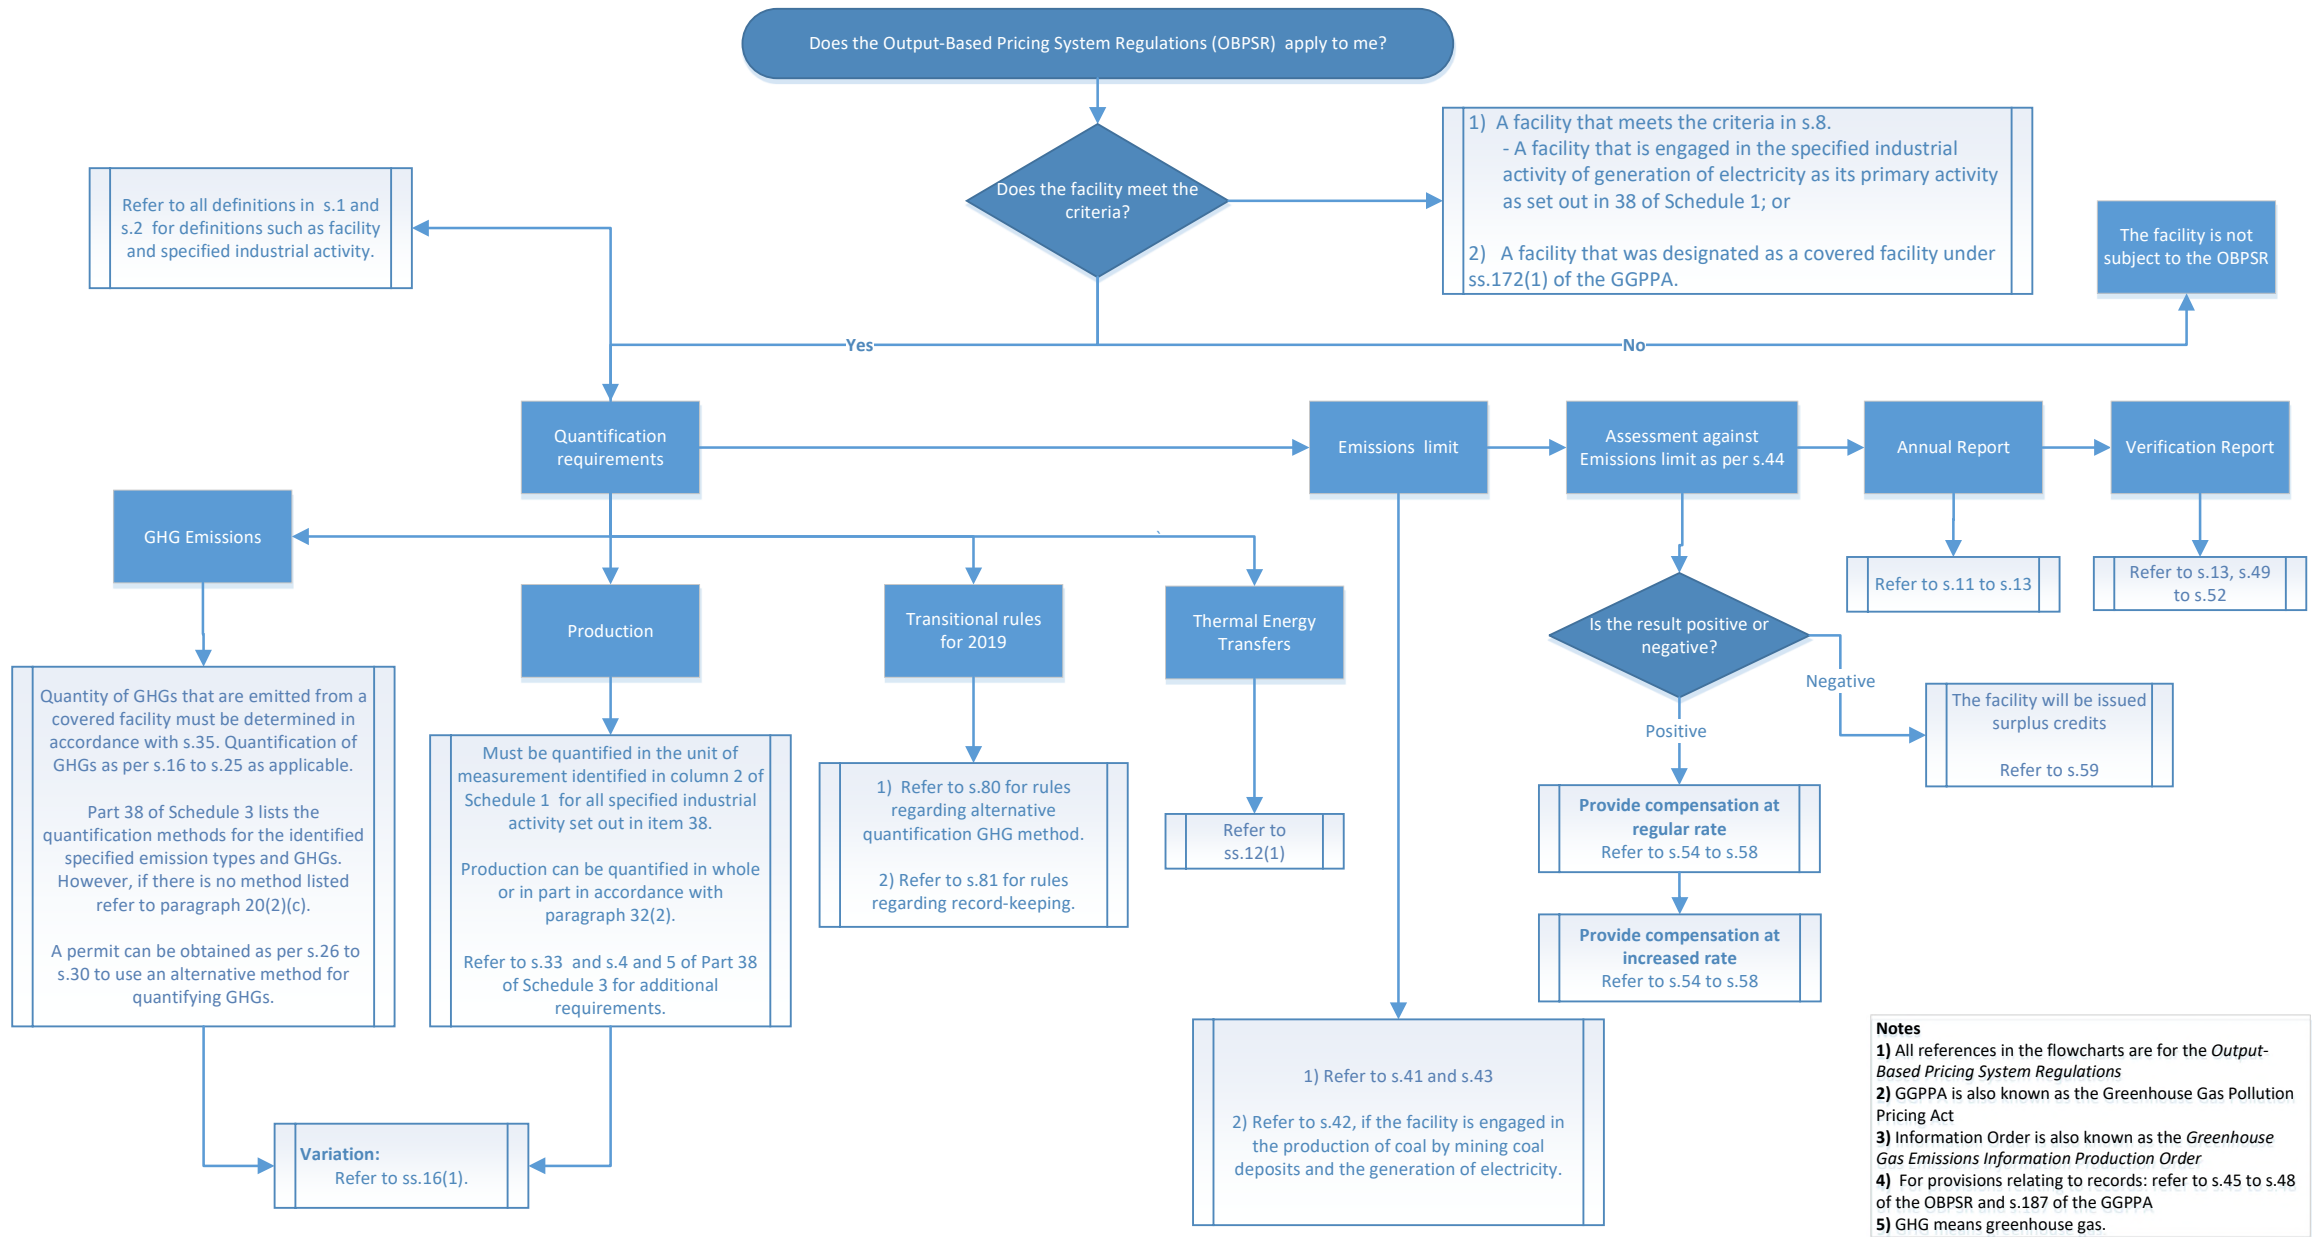 Does the Output-Based Pricing System Regulations (OBPSR) apply to me?
Does the facility meet the
criteria?
1) A facility that meets the criteria in s.8.
- A facility that is engaged in the specified industrial
activity of generation of electricity as its primary activity
as set out in 38 of Schedule 1; or
2) A facility that was designated as a covered facility under
ss.172(1) of the GGPPA.
Refer to all definitions in s.1 and
s.2 for definitions such as facility
and specified industrial activity.
The facility is not
subject to the OBPSR
Yes
No
Quantification
requirements
Emissions limit
Assessment against
Emissions limit as per s.44
Annual Report
Verification Report
GHG Emissions
Production
Transitional rules
for 2019
Thermal Energy
Transfers
Is the result positive or
negative?
Refer to s.11 to s.13
Refer to s.13, s.49
to s.52
Quantity of GHGs that are emitted from a
covered facility must be determined in
accordance with s.35. Quantification of
GHGs as per s.16 to s.25 as applicable.
Part 38 of Schedule 3 lists the
quantification methods for the identified
specified emission types and GHGs.
However, if there is no method listed
refer to paragraph 20(2)(c).
A permit can be obtained as per s.26 to
s.30 to use an alternative method for
quantifying GHGs.
Must be quantified in the unit of
measurement identified in column 2 of
Schedule 1 for all specified industrial
activity set out in item 38.
Production can be quantified in whole
or in part in accordance with
paragraph 32(2).
Refer to s.33 and s.4 and 5 of Part 38
of Schedule 3 for additional
requirements.
1) Refer to s.80 for rules
regarding alternative
quantification GHG method.
2) Refer to s.81 for rules
regarding record-keeping.
Refer to
ss.12(1)
Negative
Positive
The facility will be issued
surplus credits
Refer to s.59
Provide compensation at
regular rate
Refer to s.54 to s.58
Provide compensation at
increased rate
Refer to s.54 to s.58
1) Refer to s.41 and s.43
2) Refer to s.42, if the facility is engaged in
the production of coal by mining coal
deposits and the generation of electricity.
Variation:
Refer to ss.16(1).
Notes
1) All references in the flowcharts are for the Output-
Based Pricing System Regulations
2) GGPPA is also known as the Greenhouse Gas Pollution
Pricing Act
3) Information Order is also known as the Greenhouse
Gas Emissions Information Production Order
4) For provisions relating to records: refer to s.45 to s.48
of the OBPSR and s.187 of the GGPPA
5) GHG means greenhouse gas.